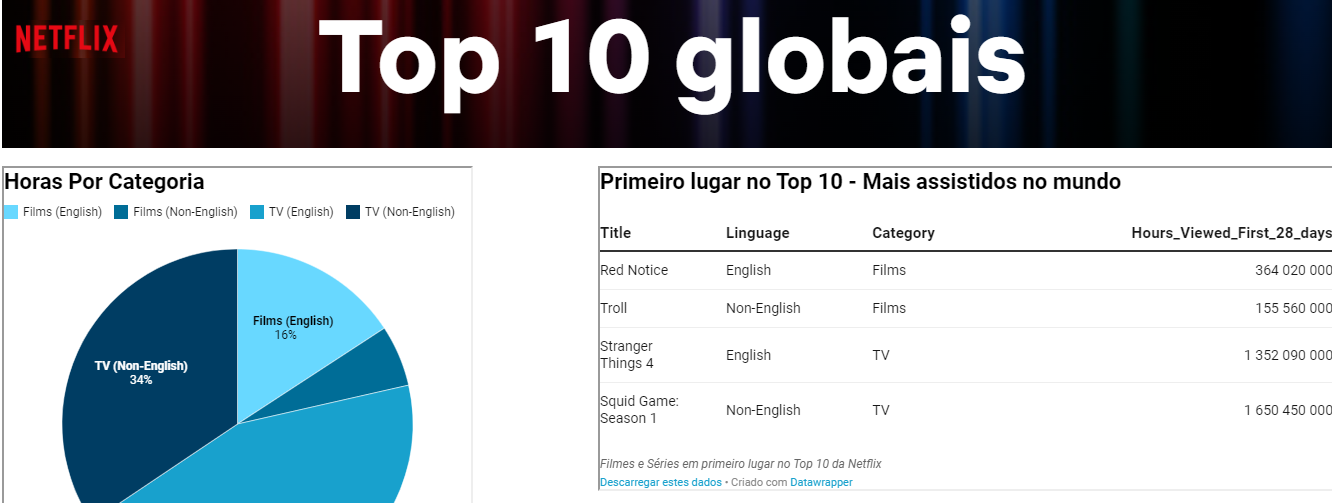 NETFLIX
Top 10 globais
Horas Por Categoria
Films (English) Films (Non-English) TV (English) TV (Non-English)
Films (English)
16%
TV (Non-English)
34%
Primeiro lugar no Top 10 - Mais assistidos no mundo
Title Linguage Category Hours_Viewed_First_28_days
Red Notice English Films 364 020 000
Troll Non-English Films 155 560 000
Stranger
Things 4 English TV 1 352 090 000
Squid Game:
Season 1 Non-English TV 1 650 450 000
Filmes e Séries em primeiro lugar no Top 10 da Netflix
Descarregar estes dados • Criado com Datawrapper